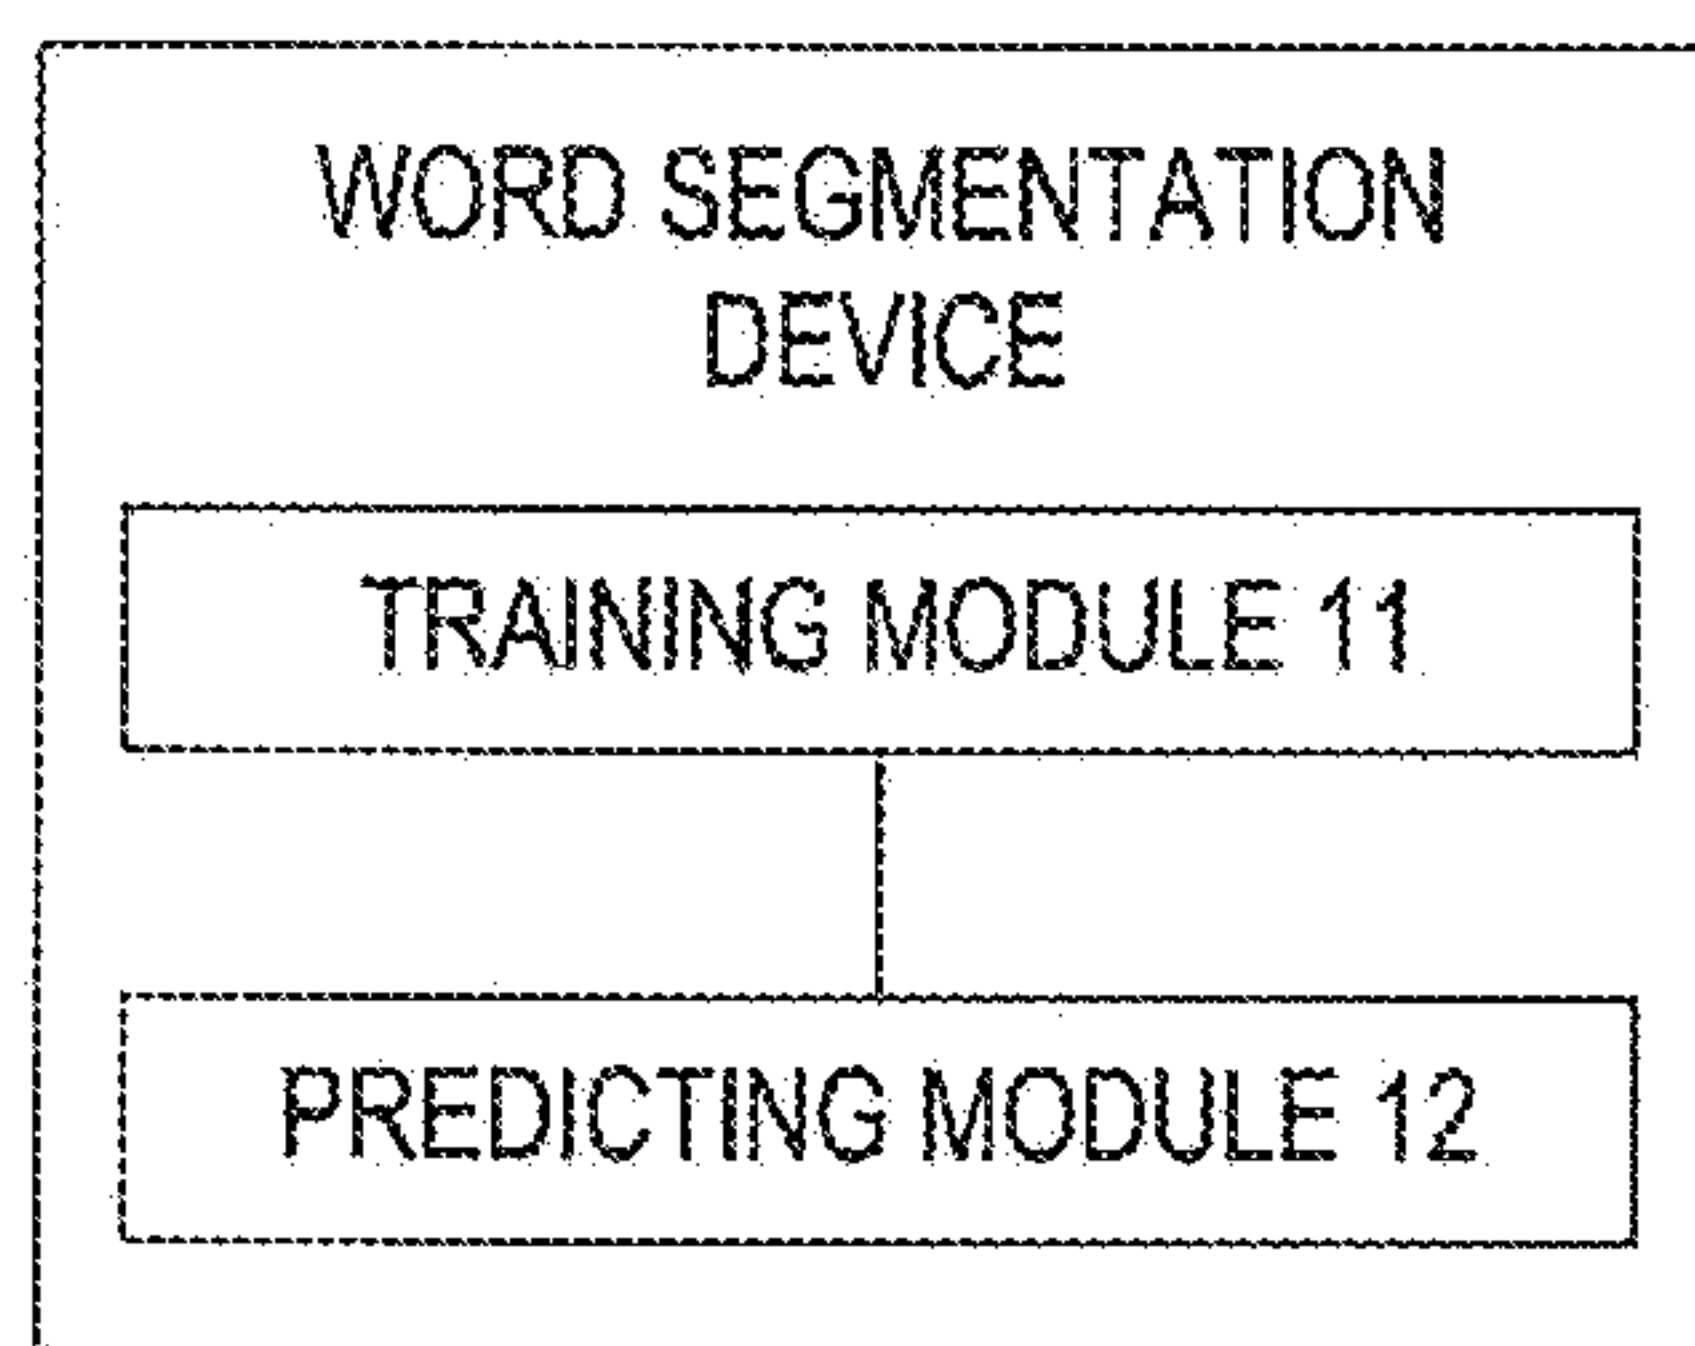 WORD SEGMENTATION
DEVICE
TRAINING MODULE 11
PREDICTING MODULE 12